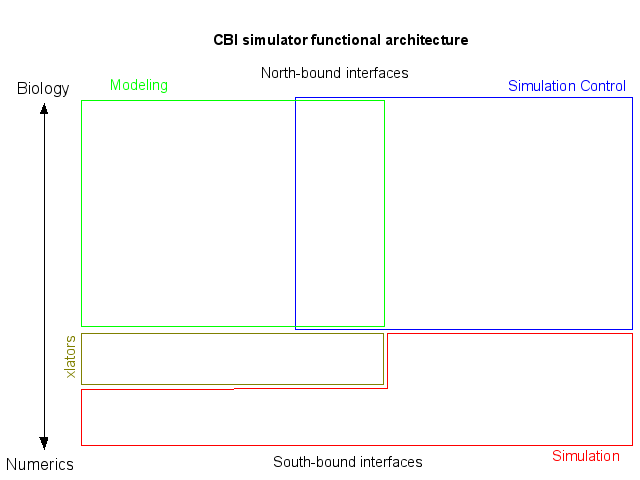 CBI simulator functional architecture
North-bound interfaces
Biology
Modeling
Simulation Control
xlators
Numerics
South-bound interfaces
Simulation